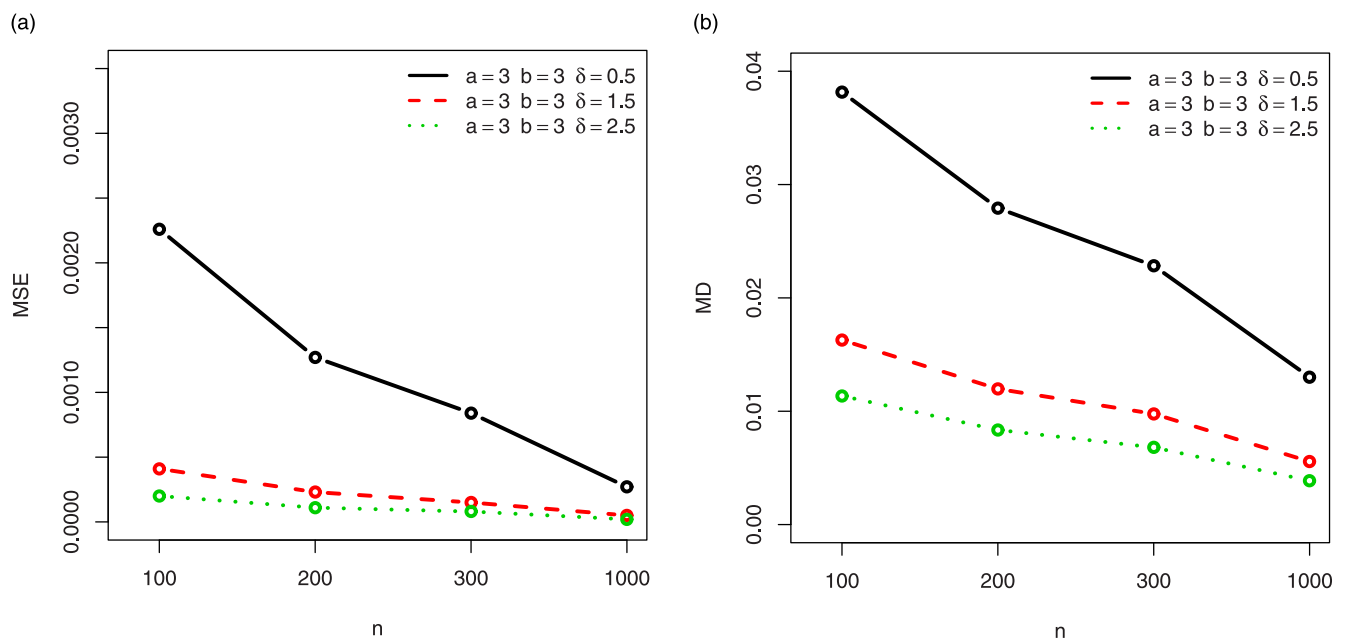 (a)
a = 3 b = 3 δ = 0.5
a = 3 b = 3 δ = 1.5
a = 3 b = 3 δ = 2.5
MSE
0.0030
0.0020
0.0010
0.0000
100 200 300 1000
n
(b)
a = 3 b = 3 δ = 0.5
a = 3 b = 3 δ = 1.5
a = 3 b = 3 δ = 2.5
MD
0.04
0.03
0.02
0.01
0.00
100 200 300 1000
n